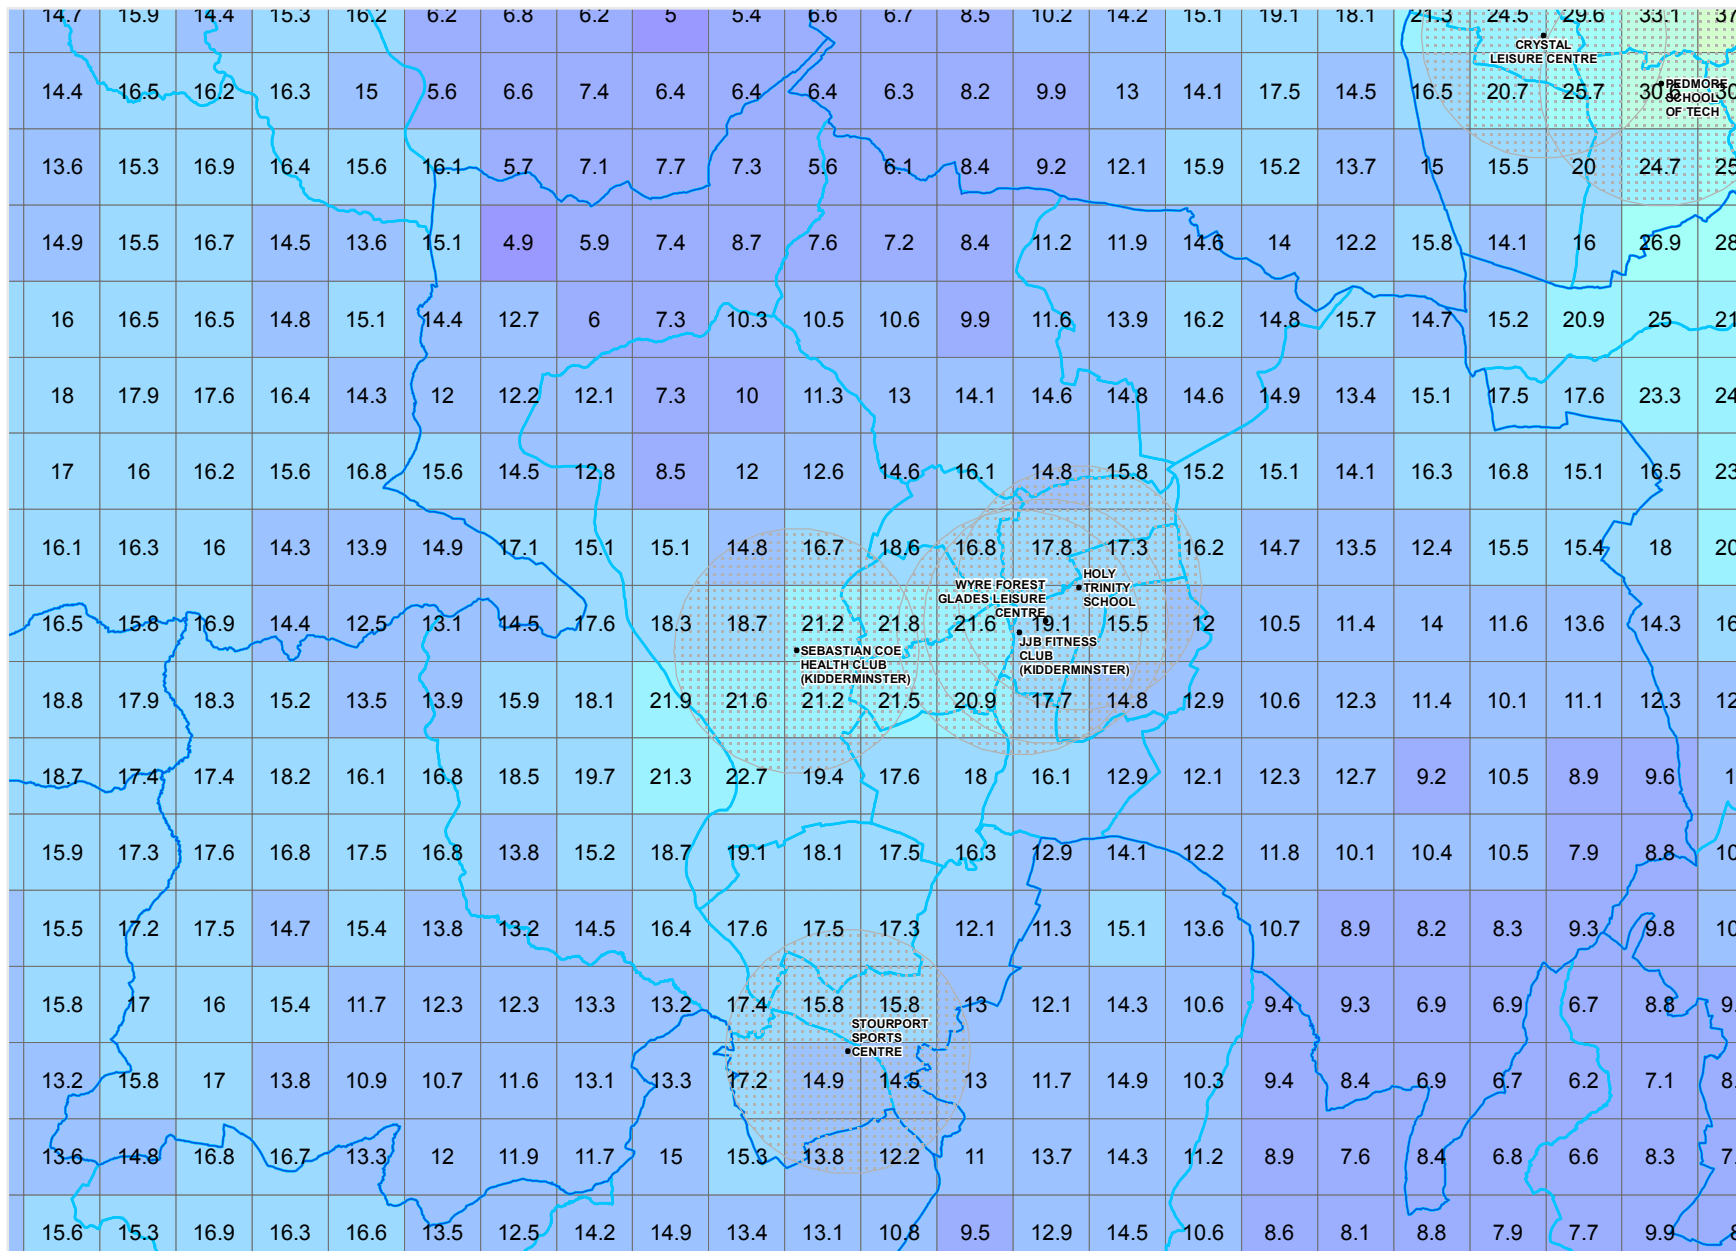 14.7 15.9 14.4 15.3 16.2 6.2 6.8 6.2 5 5.4 6.6 6.7 8.5 10.2 14.2 15.1 19.1 18.1 21.3 24.5 29.6 33.1 37
CRYSTAL
LEISURE CENTRE
14.4 16.5 16.2 16.3 15 5.6 6.6 7.4 6.4 6.4 6.4 6.3 8.2 9.9 13 14.1 17.5 14.5 16.5 20.7 25.7 30.6 30
PEDMORE
SCHOOL
OF TECH
13.6 15.3 16.9 16.4 15.6 16.1 5.7 7.1 7.7 7.3 5.6 6.1 8.4 9.2 12.1 15.9 15.2 13.7 15 15.5 20 24.7 25
14.9 15.5 16.7 14.5 13.6 15.1 4.9 5.9 7.4 8.7 7.6 7.2 8.4 11.2 11.9 14.6 14 12.2 15.8 14.1 16 26.9 28
16 16.5 16.5 14.8 15.1 14.4 12.7 6 7.3 10.3 10.5 10.6 9.9 11.6 13.9 16.2 14.8 15.7 14.7 15.2 20.9 25 21
18 17.9 17.6 16.4 14.3 12 12.2 12.1 7.3 10 11.3 13 14.1 14.6 14.8 14.6 14.9 13.4 15.1 17.5 17.6 23.3 24
17 16 16.2 15.6 16.8 15.6 14.5 12.8 8.5 12 12.6 14.6 16.1 14.8 15.8 15.2 15.1 14.1 16.3 16.8 15.1 16.5 23
16.1 16.3 16 14.3 13.9 14.9 17.1 15.1 15.1 14.8 16.7 18.6 16.8 17.8 17.3 16.2 14.7 13.5 12.4 15.5 15.4 18 20
HOLY
TRINITY
SCHOOL
WYRE FOREST
GLADES LEISURE
CENTRE
16.5 15.8 16.9 14.4 12.5 13.1 14.5 17.6 18.3 18.7 21.2 21.8 21.6 19.1 15.5 12 10.5 11.4 14 11.6 13.6 14.3 16
JJB FITNESS
CLUB
(KIDDERMINSTER)
SEBASTIAN COE
HEALTH CLUB
(KIDDERMINSTER)
18.8 17.9 18.3 15.2 13.5 13.9 15.9 18.1 21.9 21.6 21.2 21.5 20.9 17.7 14.8 12.9 10.6 12.3 11.4 10.1 11.1 12.3 12
18.7 17.4 17.4 18.2 16.1 16.8 18.5 19.7 21.3 22.7 19.4 17.6 18 16.1 12.9 12.1 12.3 12.7 9.2 10.5 8.9 9.6 1
15.9 17.3 17.6 16.8 17.5 16.8 13.8 15.2 18.7 19.1 18.1 17.5 16.3 12.9 14.1 12.2 11.8 10.1 10.4 10.5 7.9 8.8 10
15.5 17.2 17.5 14.7 15.4 13.8 13.2 14.5 16.4 17.6 17.5 17.3 12.1 11.3 15.1 13.6 10.7 8.9 8.2 8.3 9.3 9.8 10
15.8 17 16 15.4 11.7 12.3 12.3 13.3 13.2 17.4 15.8 15.8 13 12.1 14.3 10.6 9.4 9.3 6.9 6.9 6.7 8.8 9.
STOURPORT
SPORTS
CENTRE
13.2 15.8 17 13.8 10.9 10.7 11.6 13.1 13.3 17.2 14.9 14.5 13 11.7 14.9 10.3 9.4 8.4 6.9 6.7 6.2 7.1 8.
13.6 14.8 16.8 16.7 13.3 12 11.9 11.7 15 15.3 13.8 12.2 11 13.7 14.3 11.2 8.9 7.6 8.4 6.8 6.6 8.3 7.
15.6 15.3 16.9 16.3 16.6 13.5 12.5 14.2 14.9 13.4 13.1 10.8 9.5 12.9 14.5 10.6 8.6 8.1 8.8 7.9 7.7 9.9